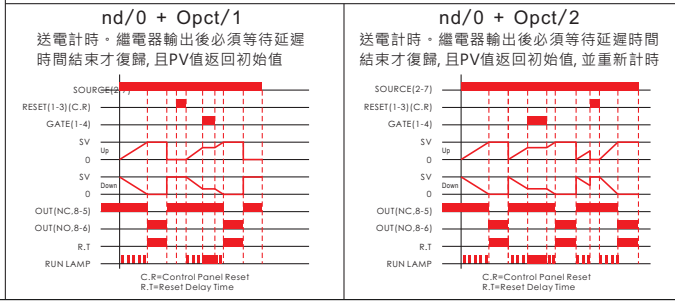 nd/0 + Opct/1
送電計時。繼電器輸出後必須等待延遲
時間結束才復歸, 且PV值返回初始值
SOURCE(2-7)
RESET(1-3)(C.R)
GATE(1-4)
SV
Up
0
SV
Down
0
OUT(NC,8-5)
OUT(NO,8-6)
R.T
RUN LAMP
C.R=Control Panel Reset
R.T=Reset Delay Time
nd/0 + Opct/2
送電計時。繼電器輸出後必須等待延遲時間
結束才復歸, 且PV值返回初始值, 並重新計時
SOURCE(2-7)
RESET(1-3)(C.R)
GATE(1-4)
SV
Up
0
SV
Down
0
OUT(NC,8-5)
OUT(NO,8-6)
R.T
RUN LAMP
C.R=Control Panel Reset
R.T=Reset Delay Time